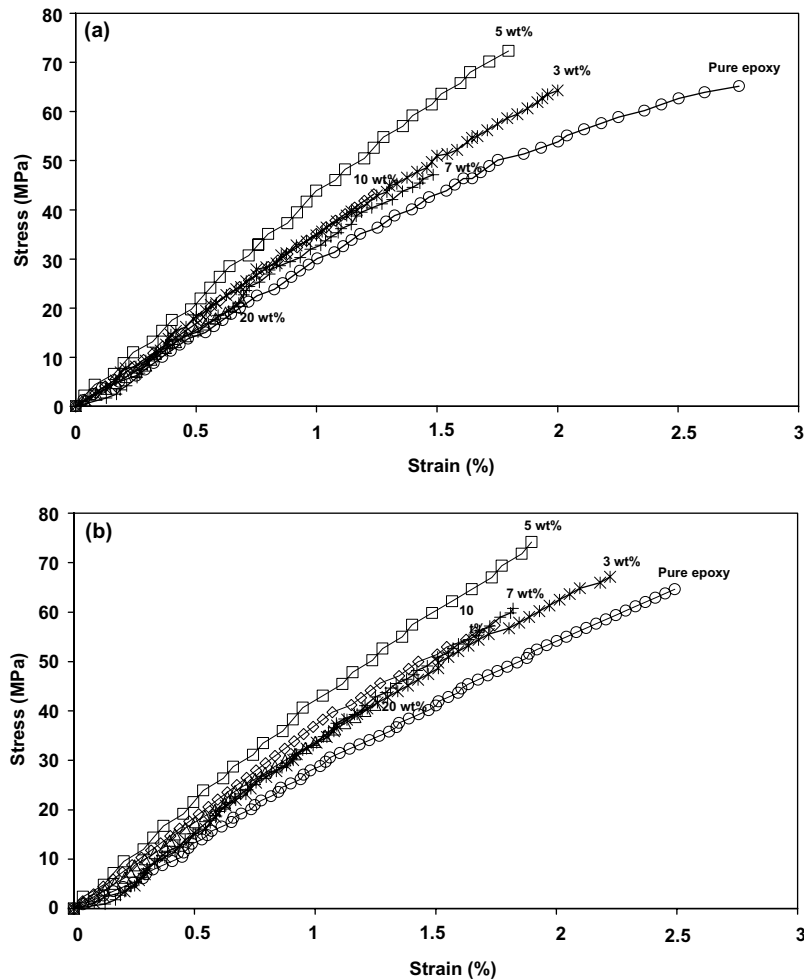 (a)
80
70
60
50
40
30
20
10
0
Stress (MPa)
5 wt%
3 wt%
Pure epoxy
10 wt%
7 wt%
20 wt%
0 0.5 1 1.5 2 2.5 3
Strain (%)
(b)
80
70
60
50
40
30
20
10
0
Stress (MPa)
5 wt%
3 wt%
Pure epoxy
7 wt%
10
t%
20 wt%
0 0.5 1 1.5 2 2.5 3
Strain (%)